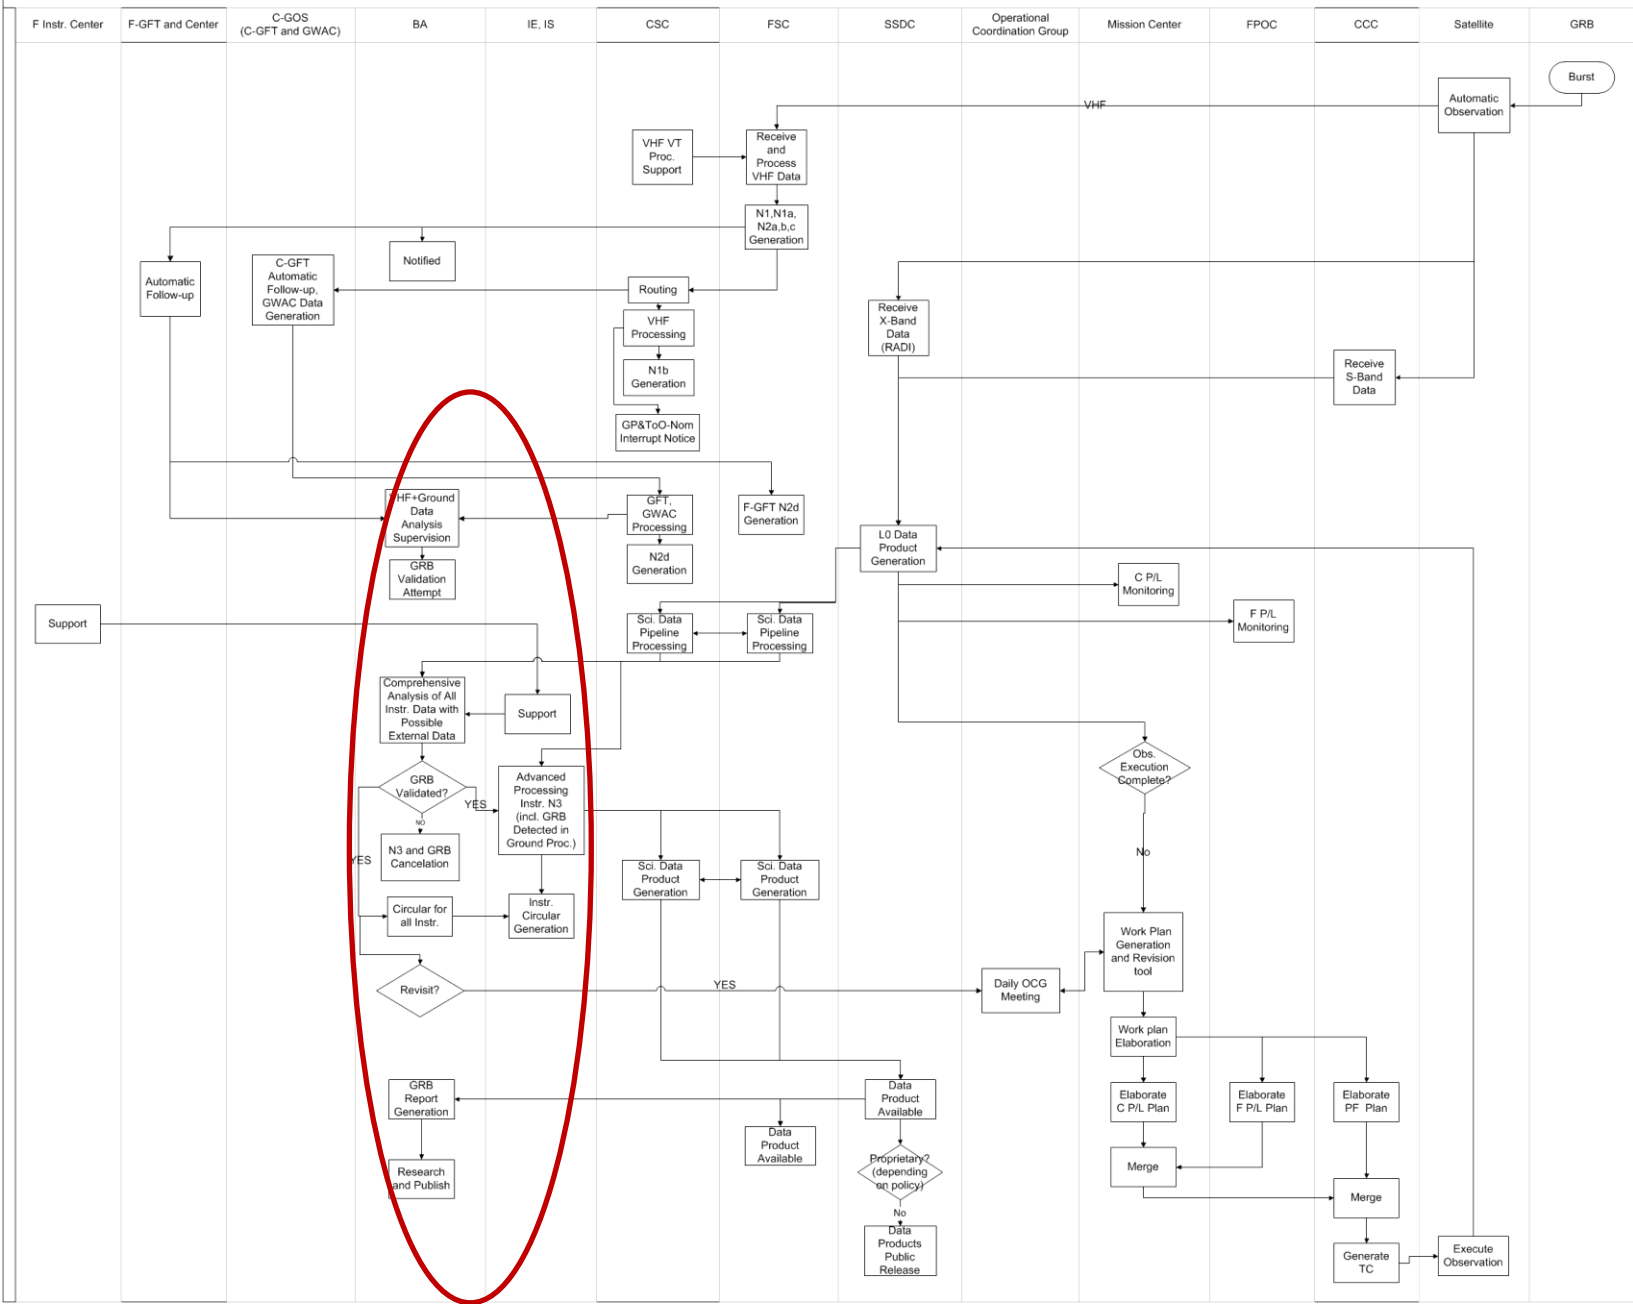 F Instr. Center
F-GFT and Center
C-GOS
(C-GFT and GWAC)
BA
IE, IS
CSC
FSC
SSDC
Operational
Coordination Group
Mission Center
FPOC
CCC
Satellite
GRB
Burst
Automatic
Observation
VHF
VHF VT
Proc.
Support
Receive
and
Process
VHF Data
N1,N1a,
N2a,b,c
Generation
Notified
Automatic
Follow-up
C-GFT
Automatic
Follow-up,
GWAC Data
Generation
Routing
VHF
Processing
N1b
Generation
GP&ToO-Nom
Interrupt Notice
Receive
X-Band
Data
(RADI)
Receive
S-Band
Data
VHF+Ground
Data
Analysis
Supervision
GRB
Validation
Attempt
GFT,
GWAC
Processing
N2d
Generation
F-GFT N2d
Generation
L0 Data
Product
Generation
C P/L
Monitoring
F P/L
Monitoring
Support
Sci. Data
Pipeline
Processing
Sci. Data
Pipeline
Processing
Comprehensive
Analysis of All
Instr. Data with
Possible
External Data
Support
Obs.
Execution
Complete?
GRB
Validated?
YES
NO
YES
N3 and GRB
Cancelation
Advanced
Processing
Instr. N3
(incl. GRB
Detected in
Ground Proc.)
Sci. Data
Product
Generation
Sci. Data
Product
Generation
No
Circular for
all Instr.
Instr.
Circular
Generation
Work Plan
Generation
and Revision
tool
Revisit?
YES
Daily OCG
Meeting
Work plan
Elaboration
GRB
Report
Generation
Data
Product
Available
Data
Product
Available
Elaborate
C P/L Plan
Elaborate
F P/L Plan
Elaborate
PF Plan
Research
and Publish
Proprietary?
(depending
on policy)
No
Data
Products
Public
Release
Merge
Merge
Generate
TC
Execute
Observation